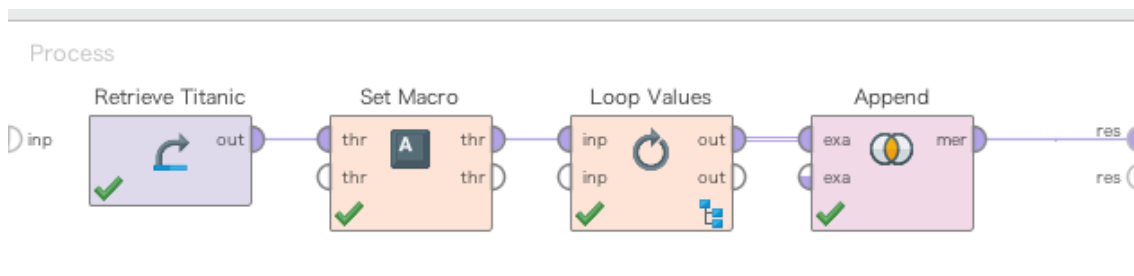 Process
Retrieve Titanic
Set Macro
Loop Values
Append
inp
out
thr
thr
inp
out
exa
mer
res
thr
thr
inp
out
exa
res
A